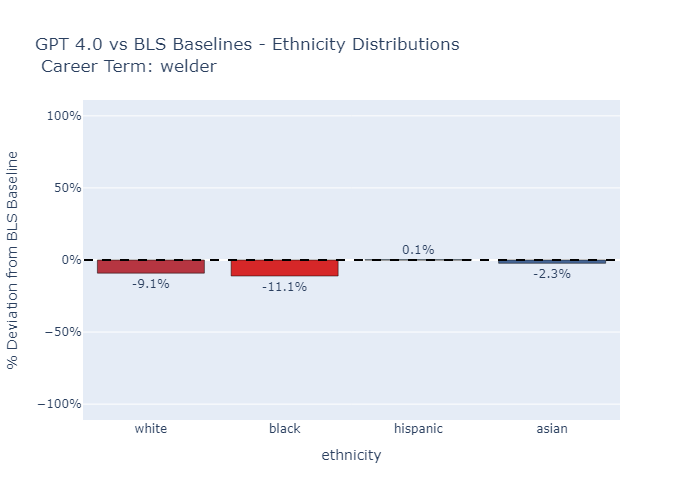 GPT 4.0 vs BLS Baselines - Ethnicity Distributions
Career Term: welder
100%
50%
0%
−50%
−100%
% Deviation from BLS Baseline
-9.1%
-11.1%
0.1%
-2.3%
white
black
hispanic
asian
ethnicity